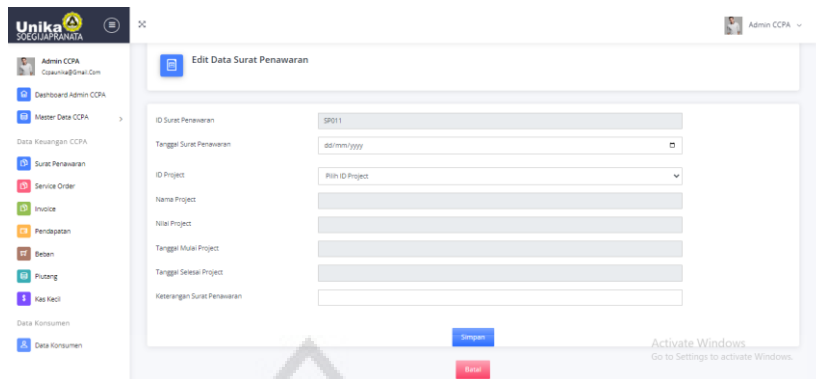 Unika
SOEGIJAPRANATA
Admin CCPA
Admin CCPA
Ccpaunika@Gmail.Com
Dashboard Admin CCPA
Master Data CCPA
Data Keuangan CCPA
Surat Penawaran
Service Order
Invoice
Pendapatan
Beban
Piutang
Kas Kecil
Data Konsumen
Data Konsumen
Edit Data Surat Penawaran
ID Surat Penawaran
SP011
Tanggal Surat Penawaran
dd/mm/yyyy
ID Project
Pilih ID Project
Nama Project
Nilai Project
Tanggal Mulai Project
Tanggal Selesai Project
Keterangan Surat Penawaran
Simpan
Batal
Activate Windows
Go to Settings to activate Windows.